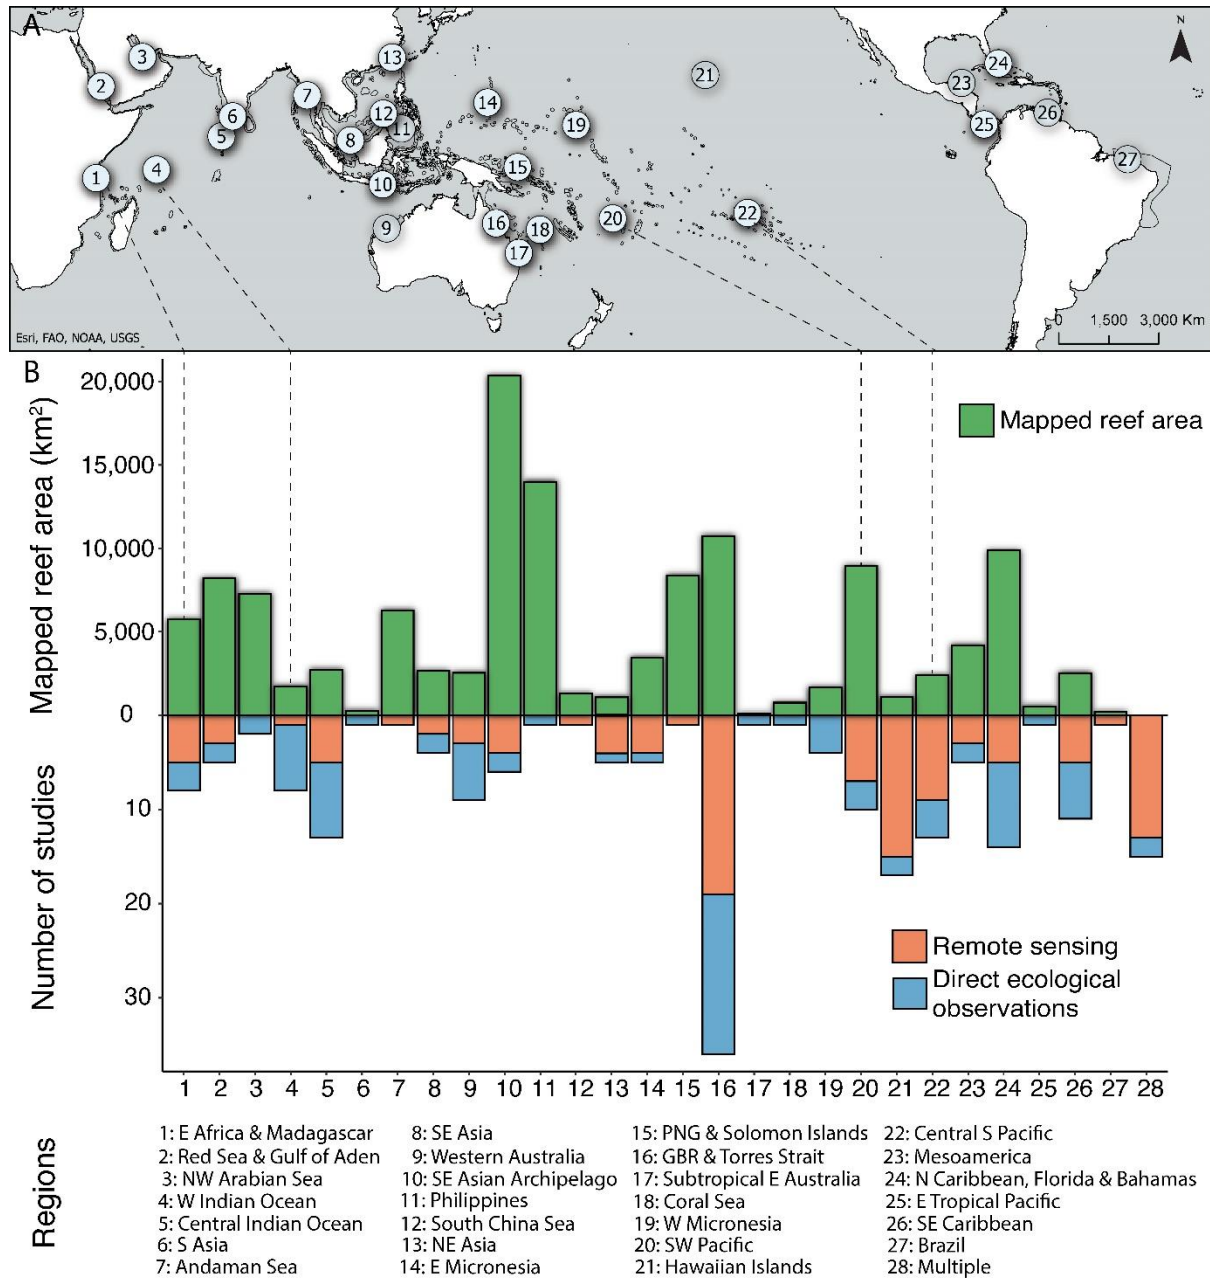 A
N
1
2
3
4
5
6
7
8
9
10
11
12
13
14
15
16
17
18
19
20
21
22
23
24
25
26
27
Esri, FAO, NOAA, USGS
0 1,500 3,000 Km
B
Mapped reef area (km²)
20,000
15,000
10,000
5,000
0
Mapped reef area
Number of studies
10
20
30
Remote sensing
Direct ecological
observations
1 2 3 4 5 6 7 8 9 10 11 12 13 14 15 16 17 18 19 20 21 22 23 24 25 26 27 28
Regions
1: E Africa & Madagascar
2: Red Sea & Gulf of Aden
3: NW Arabian Sea
4: W Indian Ocean
5: Central Indian Ocean
6: S Asia
7: Andaman Sea
8: SE Asia
9: Western Australia
10: SE Asian Archipelago
11: Philippines
12: South China Sea
13: NE Asia
14: E Micronesia
15: PNG & Solomon Islands
16: GBR & Torres Strait
17: Subtropical E Australia
18: Coral Sea
19: W Micronesia
20: SW Pacific
21: Hawaiian Islands
22: Central S Pacific
23: Mesoamerica
24: N Caribbean, Florida & Bahamas
25: E Tropical Pacific
26: SE Caribbean
27: Brazil
28: Multiple